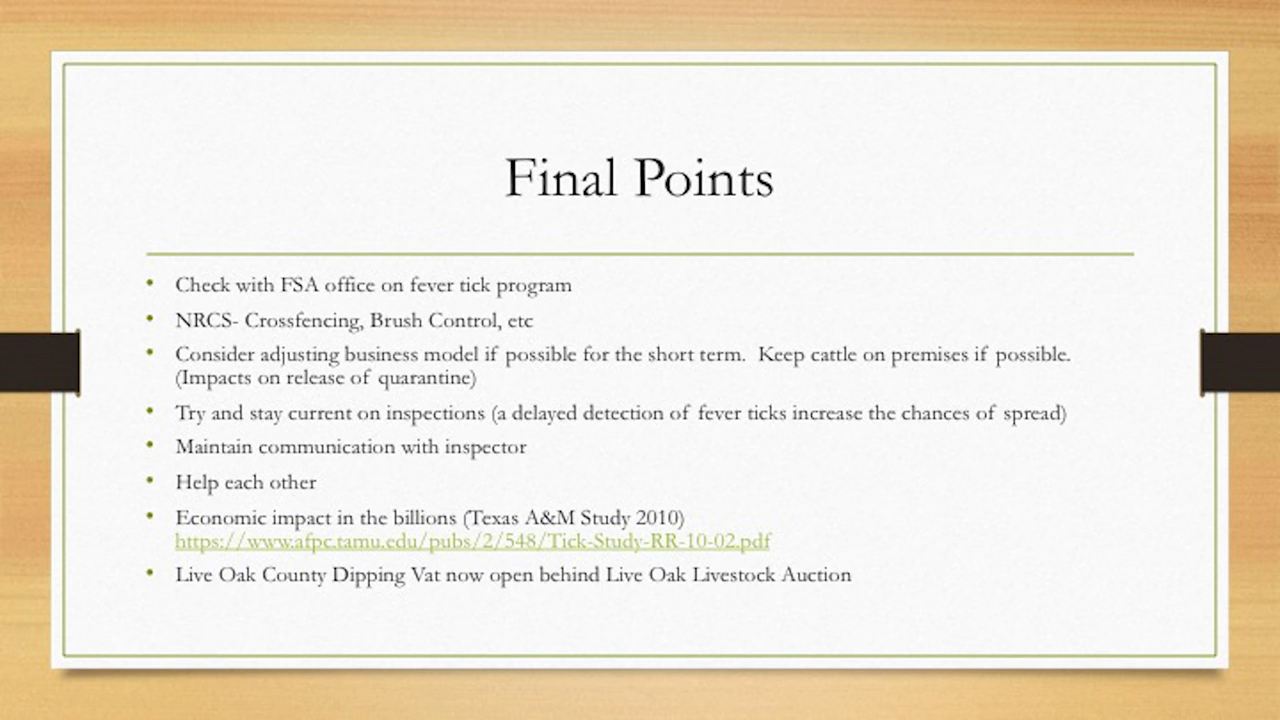 Final Points
• Check with FSA office on fever tick program
• NRCS- Crossfencing, Brush Control, etc
• Consider adjusting business model if possible for the short term.  Keep cattle on premises if possible.
(Impacts on release of quarantine)
• Try and stay current on inspections (a delayed detection of fever ticks increase the chances of spread)
• Maintain communication with inspector
• Help each other
• Economic impact in the billions (Texas A&M Study 2010)
https://www.afpc.tamu.edu/pubs/2/548/Tick-Study-RR-10-02.pdf
• Live Oak County Dipping Vat now open behind Live Oak Livestock Auction